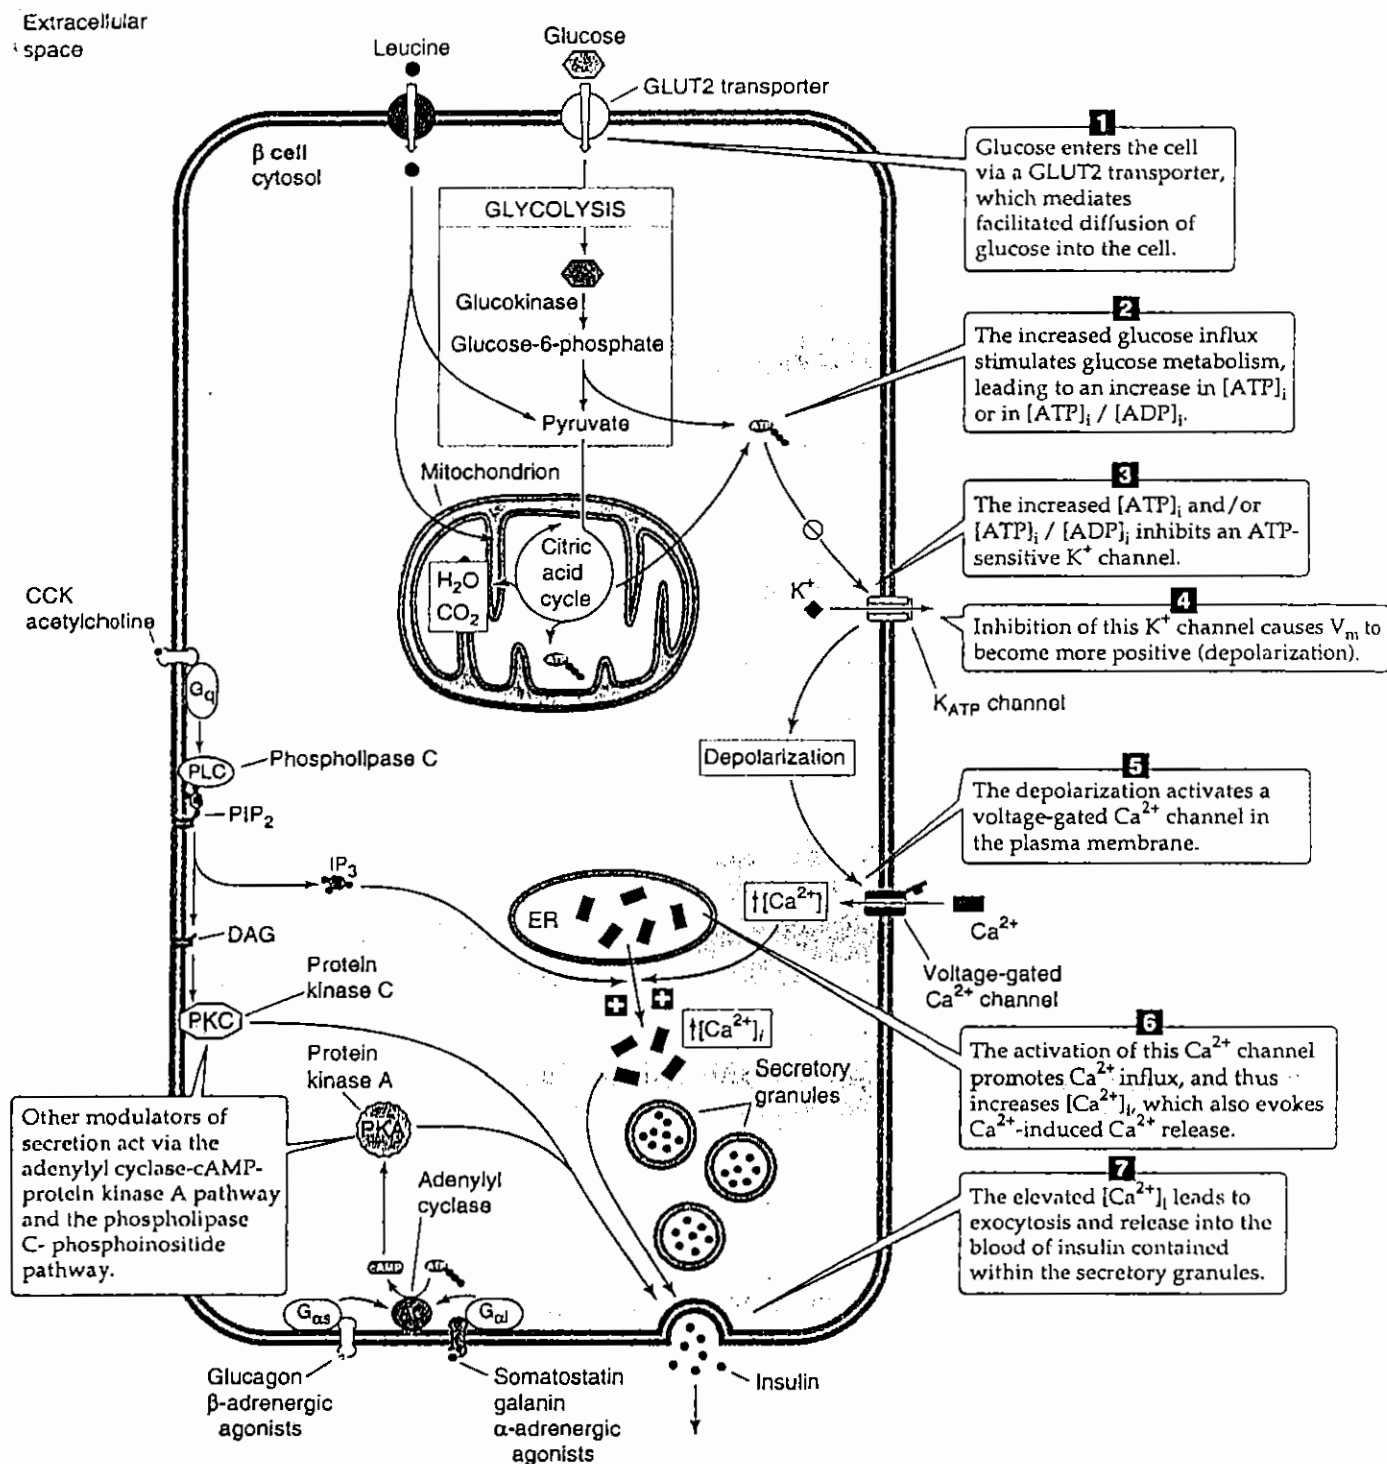 Extracellular
space
Leucine
Glucose
GLUT2 transporter
β cell
cytosol
GLYCOLYSIS
Glucokinase
Glucose-6-phosphate
Pyruvate
Mitochondrion
Citric
acid
cycle
H₂O
CO₂
1
Glucose enters the cell
via a GLUT2 transporter,
which mediates
facilitated diffusion of
glucose into the cell.
2
The increased glucose influx
stimulates glucose metabolism,
leading to an increase in [ATP]ᵢ
or in [ATP]ᵢ / [ADP]ᵢ.
3
The increased [ATP]ᵢ and/or
[ATP]ᵢ / [ADP]ᵢ inhibits an ATP-
sensitive K⁺ channel.
K⁺
4
Inhibition of this K⁺ channel causes Vₘ to
become more positive (depolarization).
K_ATP channel
CCK
acetylcholine
Gq
PLC
Phospholipase C
PIP₂
IP₃
DAG
Protein
kinase C
PKC
Depolarization
5
The depolarization activates a
voltage-gated Ca²⁺ channel in
the plasma membrane.
ER
↑[Ca²⁺]
Ca²⁺
Voltage-gated
Ca²⁺ channel
+ +
↑[Ca²⁺]ᵢ
6
The activation of this Ca²⁺ channel
promotes Ca²⁺ influx, and thus
increases [Ca²⁺]ᵢ, which also evokes
Ca²⁺-induced Ca²⁺ release.
Secretory
granules
Protein
kinase A
PKA
Other modulators of
secretion act via the
adenylyl cyclase-cAMP-
protein kinase A pathway
and the phospholipase
C- phosphoinositide
pathway.
Adenylyl
cyclase
cAMP
Gαs
AC
Gαi
7
The elevated [Ca²⁺]ᵢ leads to
exocytosis and release into the
blood of insulin contained
within the secretory granules.
Glucagon
β-adrenergic
agonists
Somatostatin
galanin
α-adrenergic
agonists
Insulin